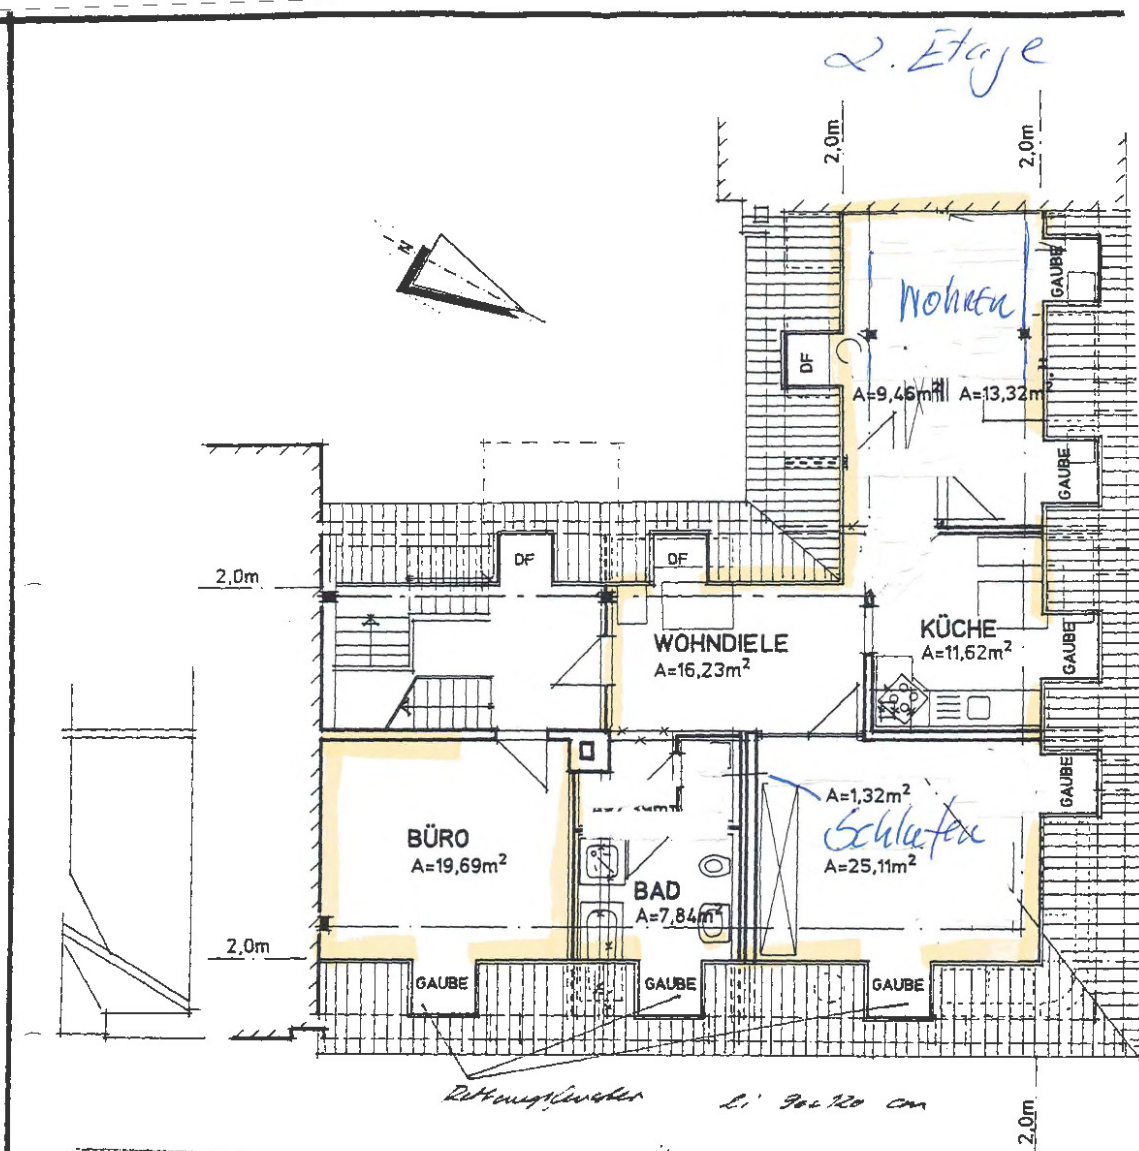 2. Etage
2,0m
2,0m
N
GAUBE
Wohnen
DF
A=9,46m²
A=13,32m²
GAUBE
DF
DF
2,0m
WOHNDIELE
A=16,23m²
KÜCHE
A=11,62m²
GAUBE
GAUBE
A=1,32m²
BÜRO
A=19,69m²
Schlafen
A=25,11m²
BAD
A=7,84m²
2,0m
GAUBE
GAUBE
GAUBE
cm
2,0m